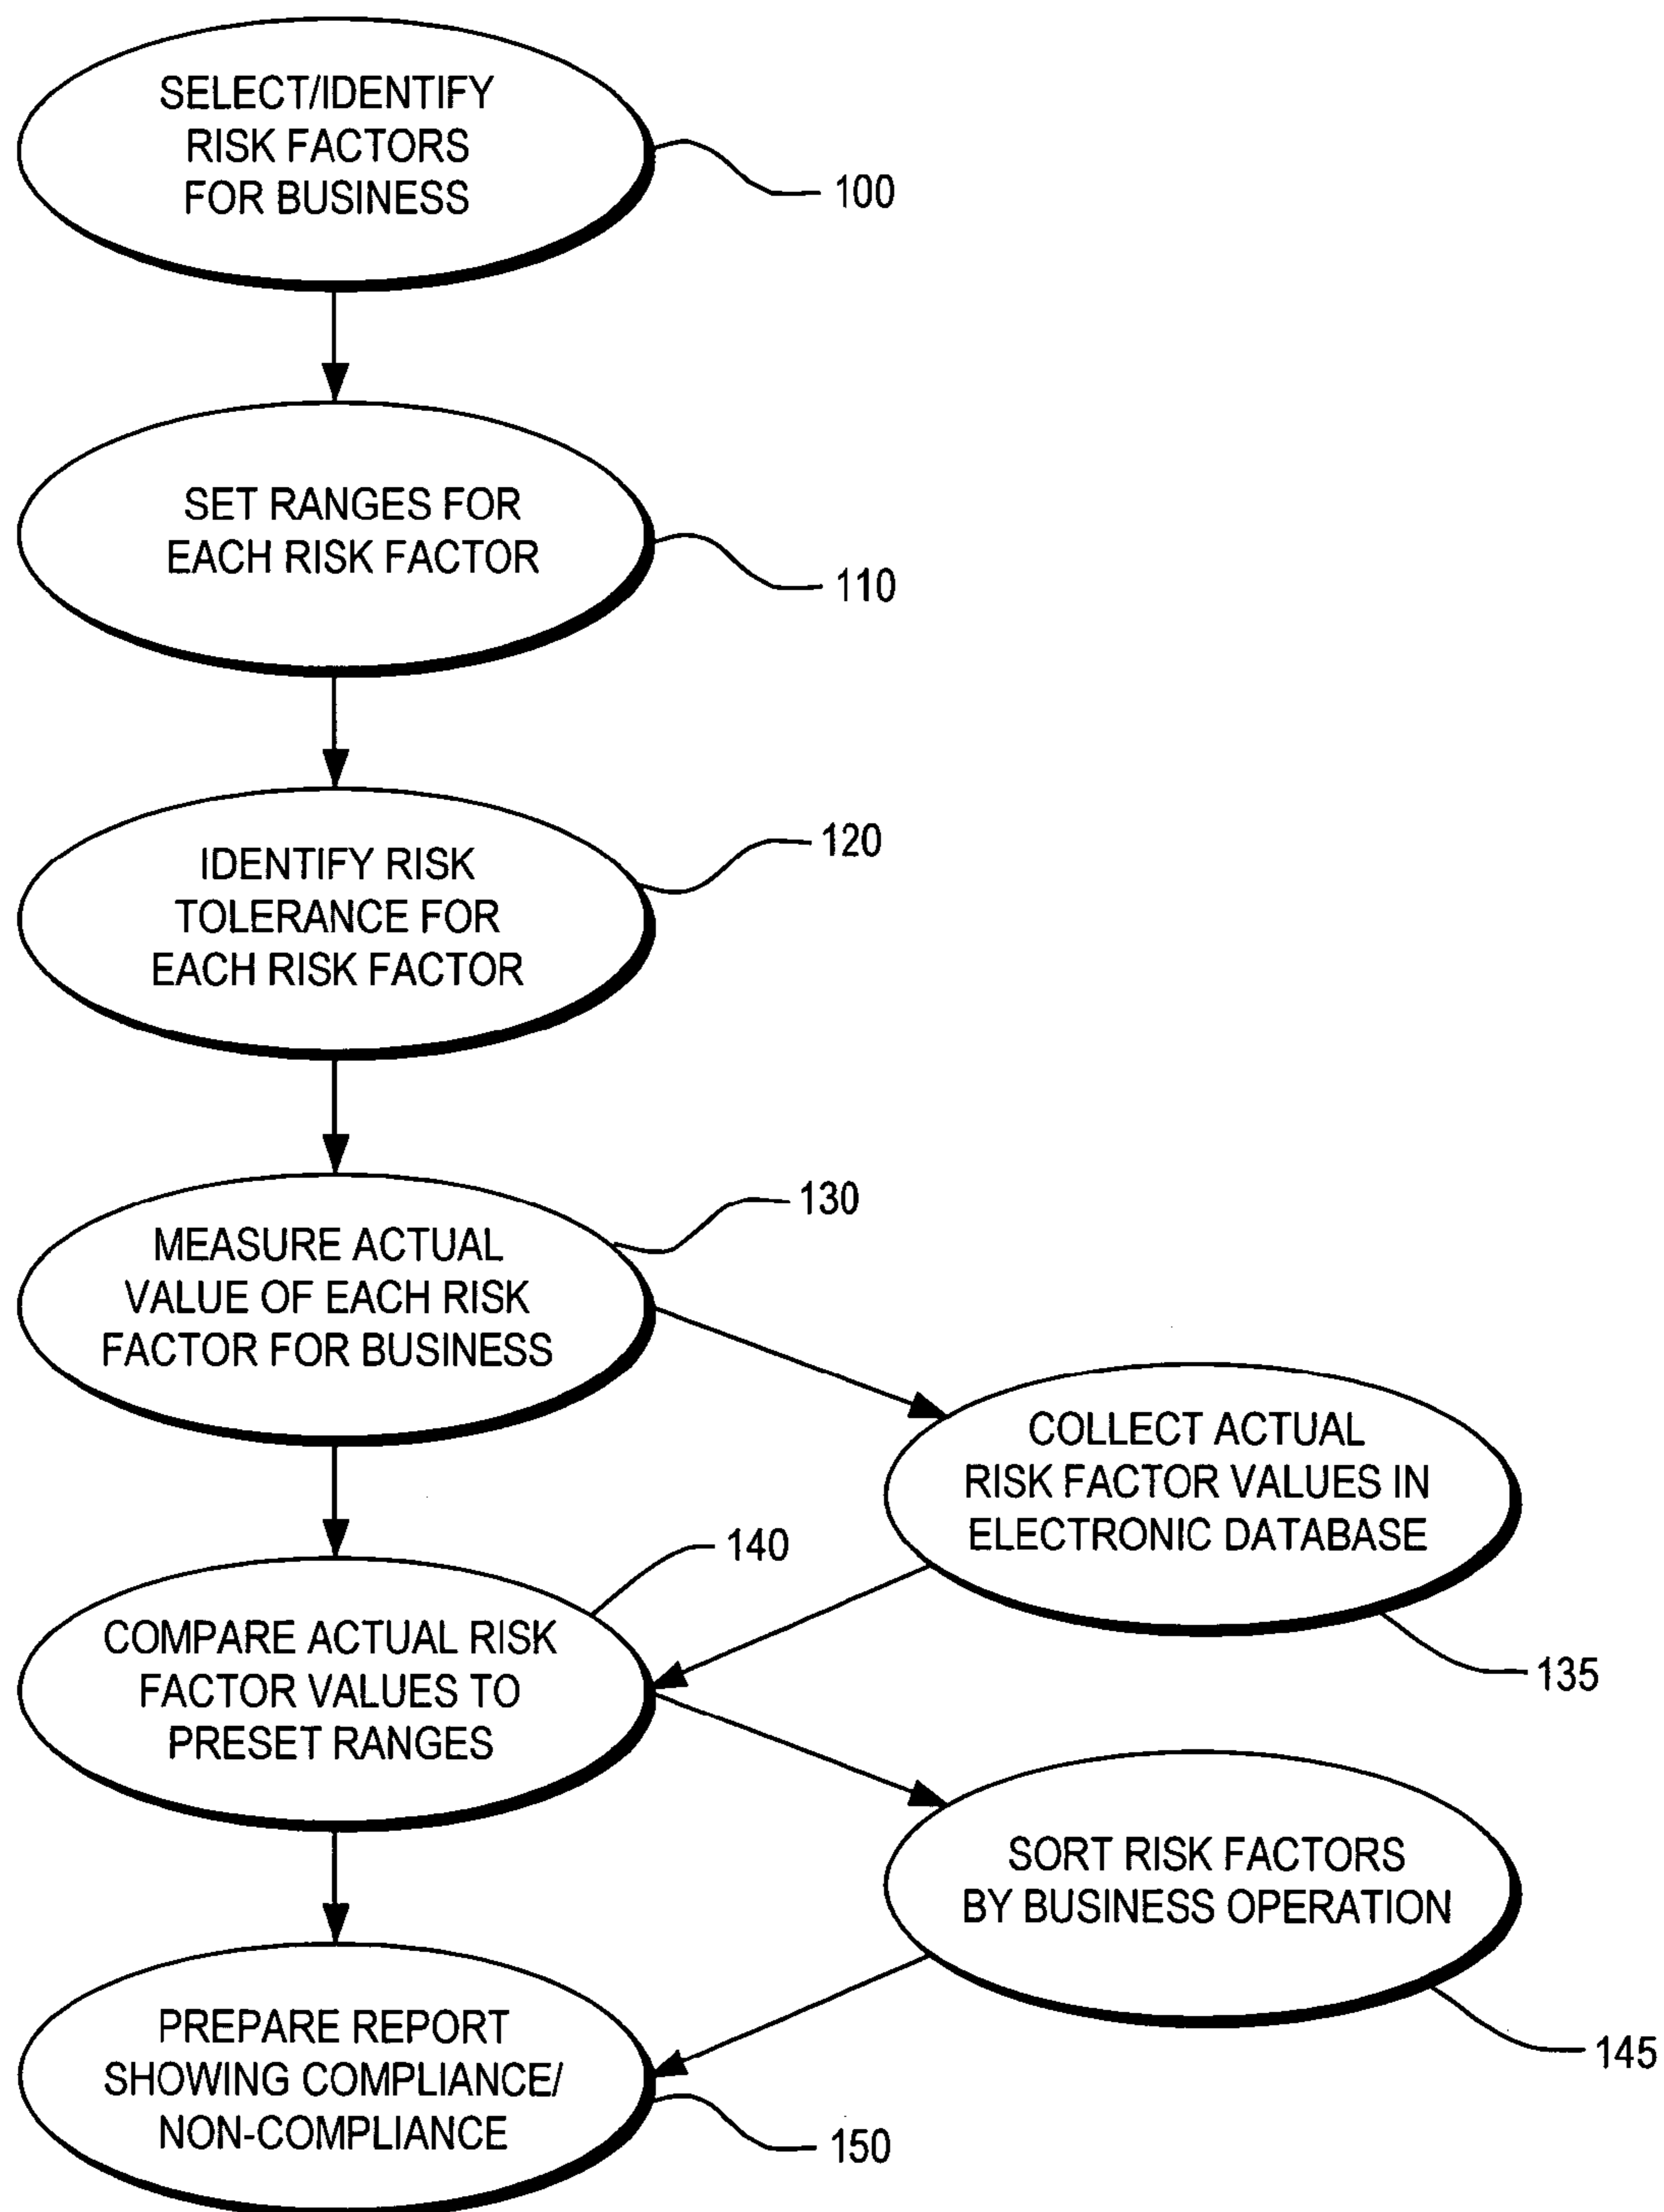 SELECT/IDENTIFY
RISK FACTORS
FOR BUSINESS
100
SET RANGES FOR
EACH RISK FACTOR
110
IDENTIFY RISK
TOLERANCE FOR
EACH RISK FACTOR
120
MEASURE ACTUAL
VALUE OF EACH RISK
FACTOR FOR BUSINESS
130
COLLECT ACTUAL
RISK FACTOR VALUES IN
ELECTRONIC DATABASE
135
COMPARE ACTUAL RISK
FACTOR VALUES TO
PRESET RANGES
140
SORT RISK FACTORS
BY BUSINESS OPERATION
145
PREPARE REPORT
SHOWING COMPLIANCE/
NON-COMPLIANCE
150